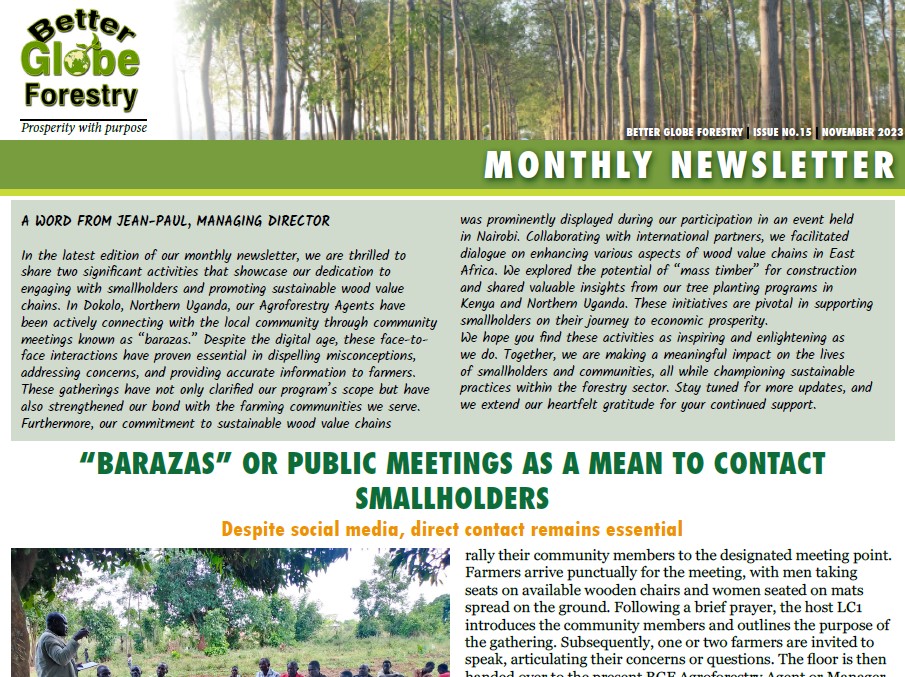 Better
Globe
Forestry
Prosperity with purpose
BETTER GLOBE FORESTRY | ISSUE NO.15 | NOVEMBER 2023
MONTHLY NEWSLETTER
A WORD FROM JEAN-PAUL, MANAGING DIRECTOR
In the latest edition of our monthly newsletter, we are thrilled to
share two significant activities that showcase our dedication to
engaging with smallholders and promoting sustainable wood value
chains. In Dokolo, Northern Uganda, our Agroforestry Agents have
been actively connecting with the local community through community
meetings known as “barazas.” Despite the digital age, these face-to-
face interactions have proven essential in dispelling misconceptions,
addressing concerns, and providing accurate information to farmers.
These gatherings have not only clarified our program’s scope but have
also strengthened our bond with the farming communities we serve.
Furthermore, our commitment to sustainable wood value chains
was prominently displayed during our participation in an event held
in Nairobi. Collaborating with international partners, we facilitated
dialogue on enhancing various aspects of wood value chains in East
Africa. We explored the potential of “mass timber” for construction
and shared valuable insights from our tree planting programs in
Kenya and Northern Uganda. These initiatives are pivotal in supporting
smallholders on their journey to economic prosperity.
We hope you find these activities as inspiring and enlightening as
we do. Together, we are making a meaningful impact on the lives
of smallholders and communities, all while championing sustainable
practices within the forestry sector. Stay tuned for more updates, and
we extend our heartfelt gratitude for your continued support.
“BARAZAS” OR PUBLIC MEETINGS AS A MEAN TO CONTACT
SMALLHOLDERS
Despite social media, direct contact remains essential
rally their community members to the designated meeting point.
Farmers arrive punctually for the meeting, with men taking
seats on available wooden chairs and women seated on mats
spread on the ground. Following a brief prayer, the host LC1
introduces the community members and outlines the purpose of
the gathering. Subsequently, one or two farmers are invited to
speak, articulating their concerns or questions. The floor is then
handed over to the present BGF Agroforestry Agent or Manager